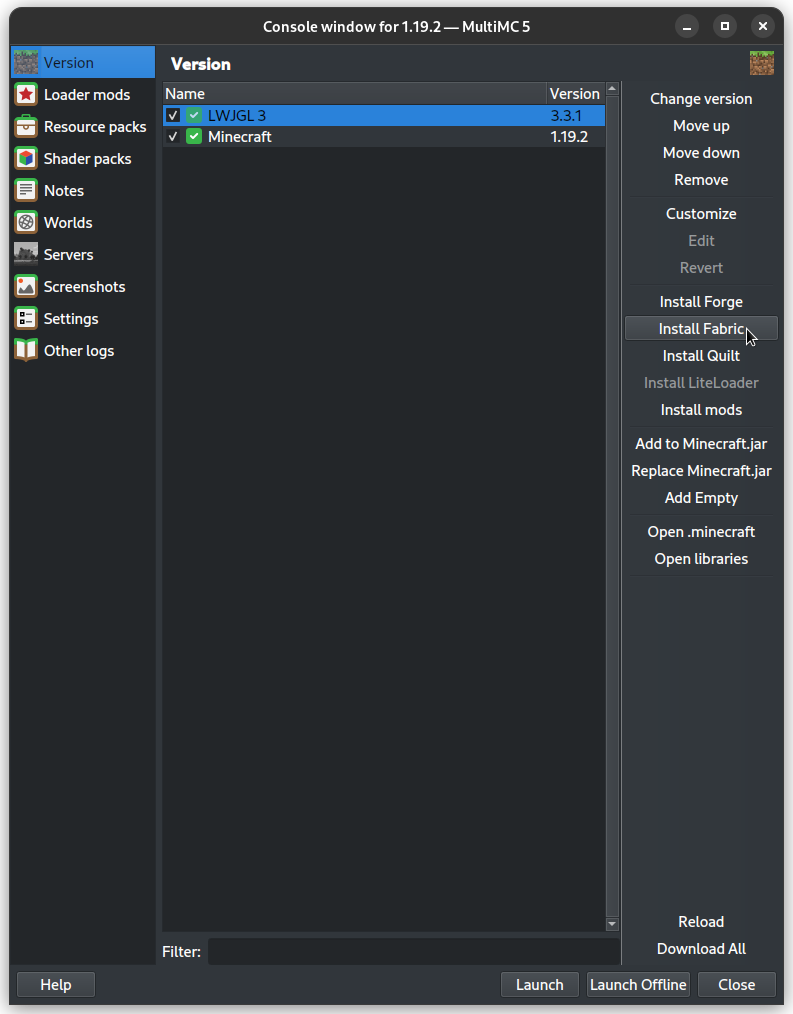 Console window for 1.19.2 — MultiMC 5
Version
Loader mods
Resource packs
Shader packs
Notes
Worlds
Servers
Screenshots
Settings
Other logs
Version
Name Version
LWJGL 3 3.3.1
Minecraft 1.19.2
Filter:
Change version
Move up
Move down
Remove
Customize
Edit
Revert
Install Forge
Install Fabric
Install Quilt
Install LiteLoader
Install mods
Add to Minecraft.jar
Replace Minecraft.jar
Add Empty
Open .minecraft
Open libraries
Reload
Download All
Help Launch Launch Offline Close